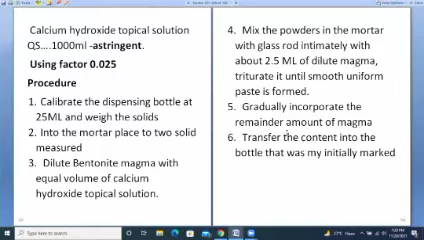 Calcium hydroxide topical solution
QS....1000ml -astringent.
Using factor 0.025
Procedure
1. Calibrate the dispensing bottle at
25ML and weigh the solids
2. Into the mortar place to two solid
measured
3. Dilute Bentonite magma with
equal volume of calcium
hydroxide topical solution.
4. Mix the powders in the mortar
with glass rod intimately with
about 2.5 ML of dilute magma,
triturate it until smooth uniform
paste is formed.
5. Gradually incorporate the
remainder amount of magma
6. Transfer the content into the
bottle that was my initially marked
Type here to search